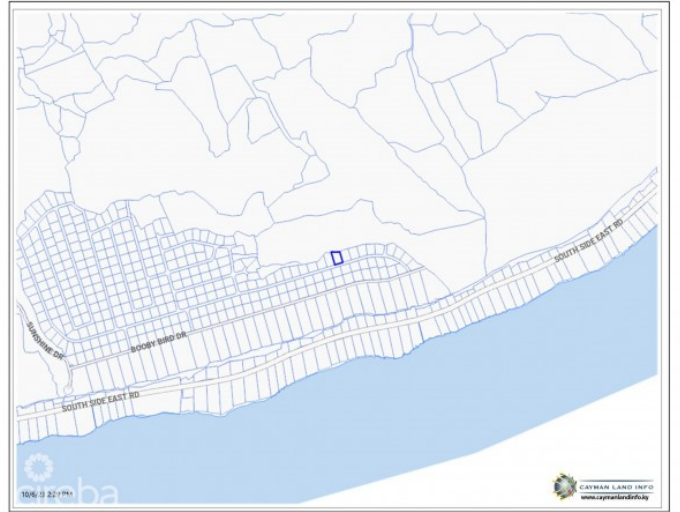 SOUTH SIDE EAST RD
SUNSHINE DR
BOOBY BIRD DR
SOUTH SIDE EAST RD
cireba
CAYMAN LAND INFO
www.caymanlandinfo.ky